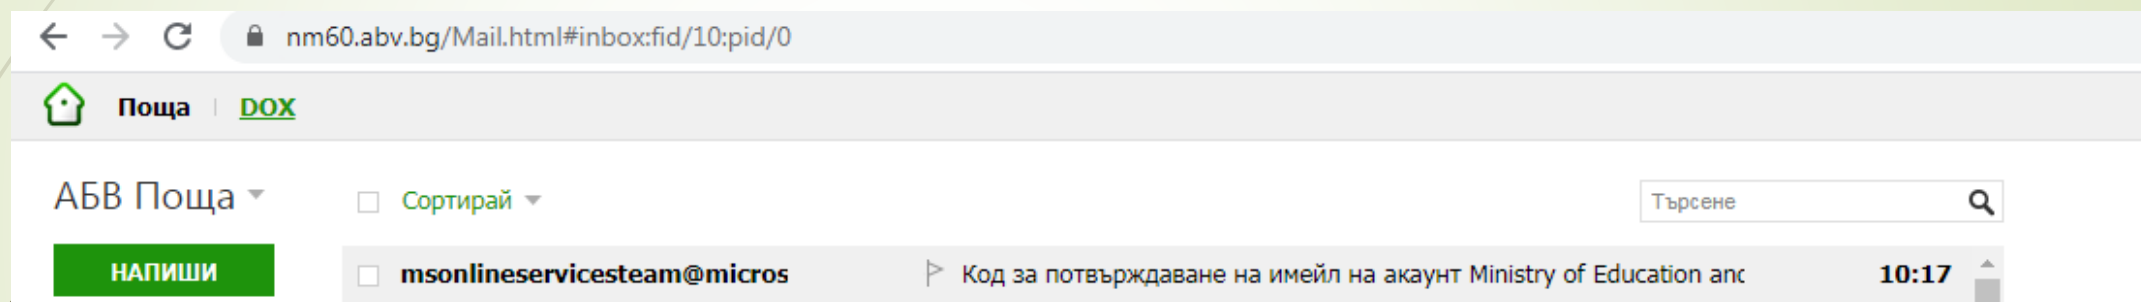 nm60.abv.bg/Mail.html#inbox:fid/10:pid/0
Поща DOX
АБВ Поща Сортирай Търсене
НАПИШИ msonlineservicesteam@micros Код за потвърждаване на имейл на акаунт Ministry of Education and 10:17